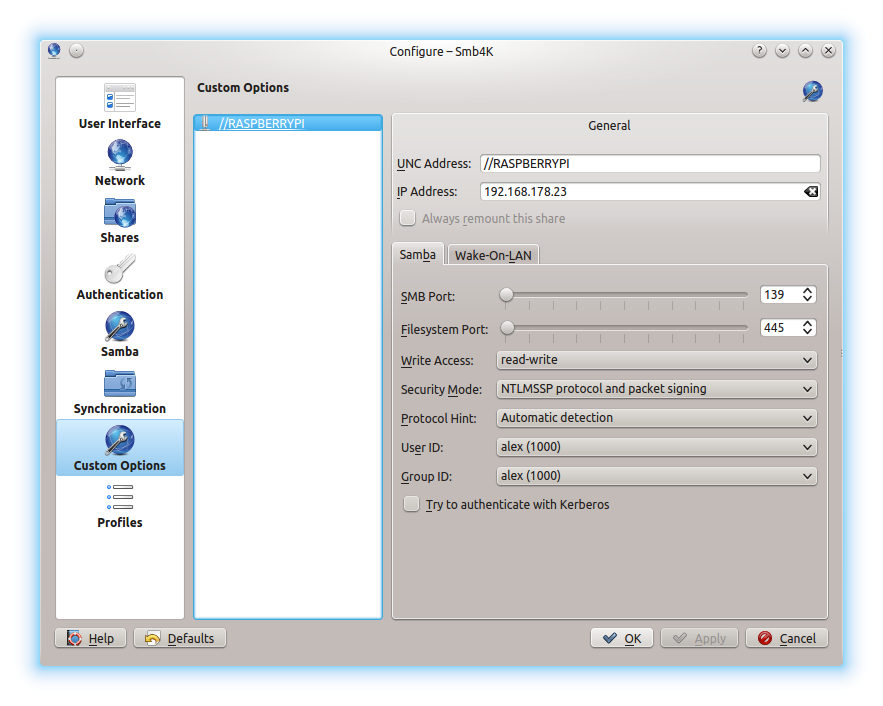 Configure – Smb4K
User Interface
Network
Shares
Authentication
Samba
Synchronization
Custom Options
Profiles
Custom Options
//RASPBERRYPI
General
UNC Address: //RASPBERRYPI
IP Address: 192.168.178.23
Always remount this share
Samba Wake-On-LAN
SMB Port: 139
Filesystem Port: 445
Write Access: read-write
Security Mode: NTLMSSP protocol and packet signing
Protocol Hint: Automatic detection
User ID: alex (1000)
Group ID: alex (1000)
Try to authenticate with Kerberos
Help Defaults OK Apply Cancel